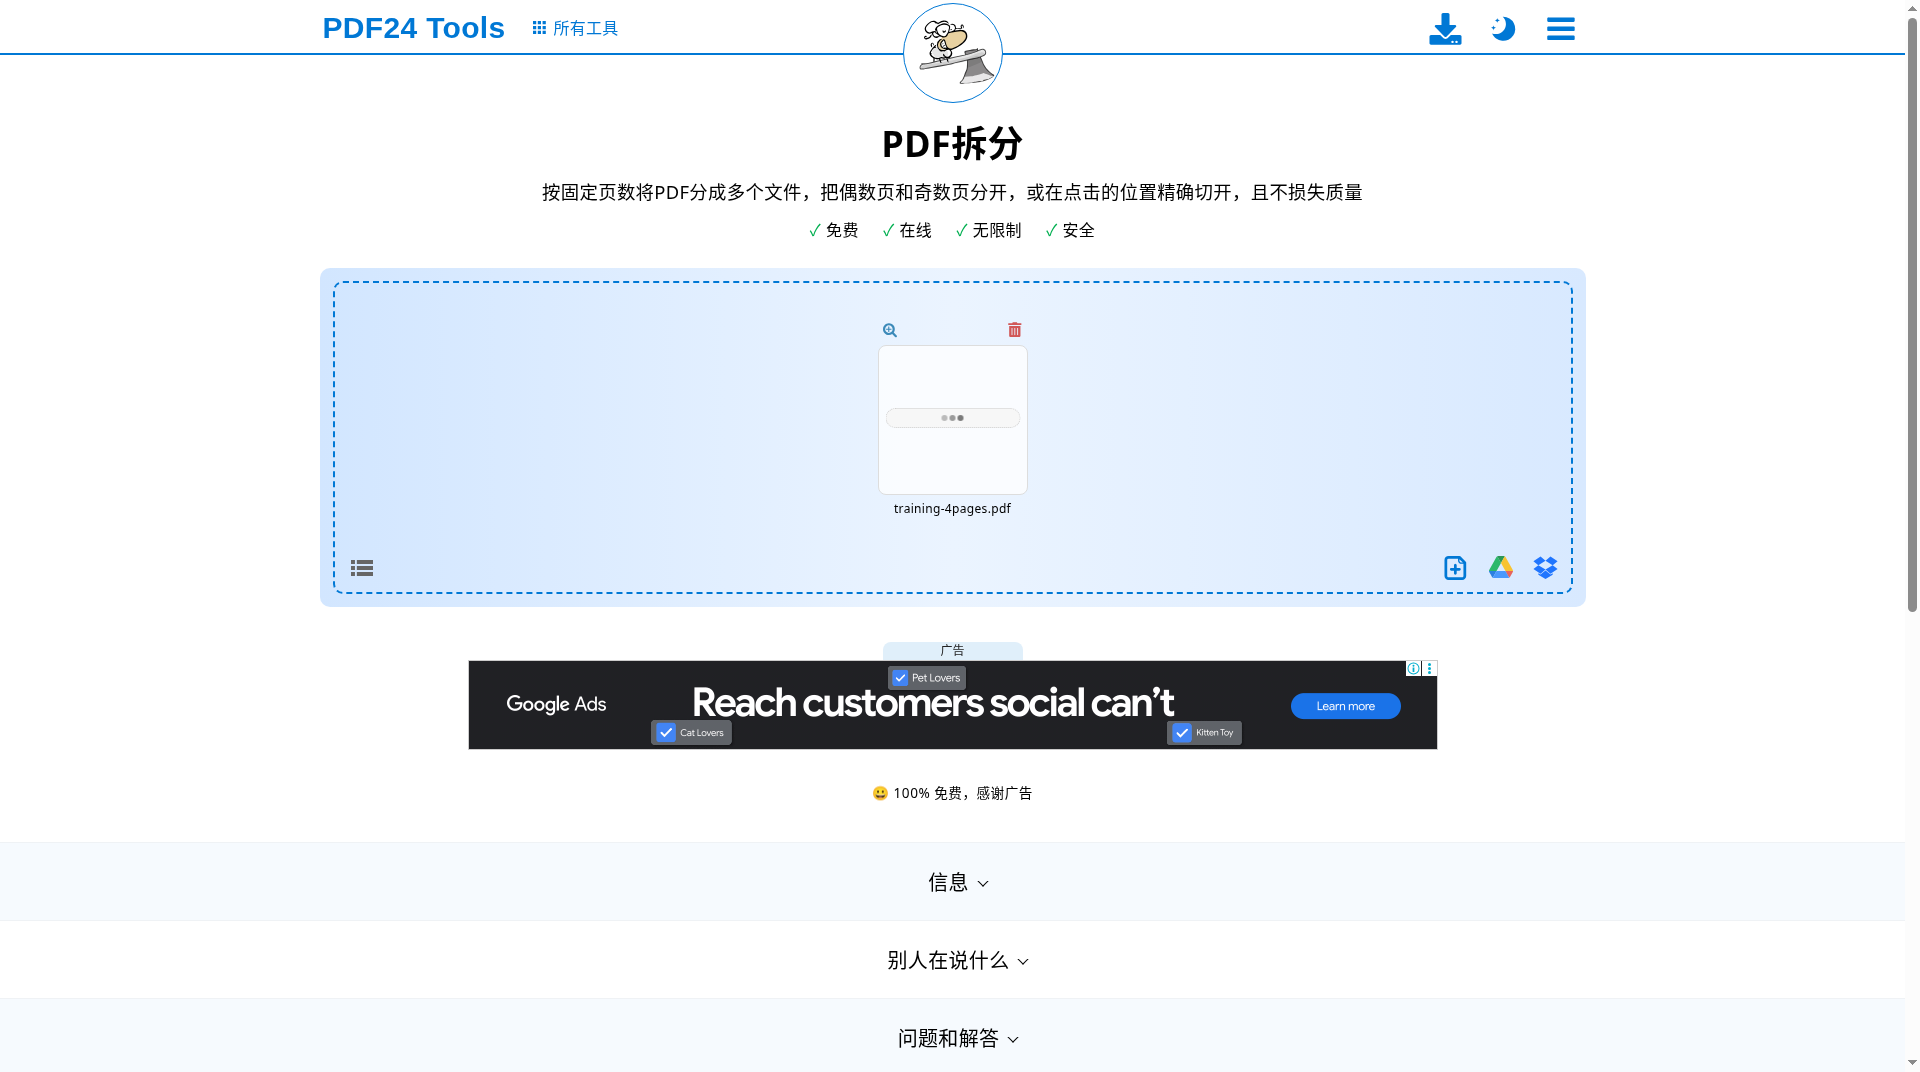 PDF24 Tools
所有工具
PDF拆分
按固定页数将PDF分成多个文件，把偶数页和奇数页分开，或在点击的位置精确切开，且不损失质量
✓ 免费 ✓ 在线 ✓ 无限制 ✓ 安全
training-4pages.pdf
广告
Pet Lovers
Google Ads
Reach customers social can't
Learn more
Cat Lovers
Kitten Toy
😀 100% 免费，感谢广告
信息
别人在说什么
问题和解答